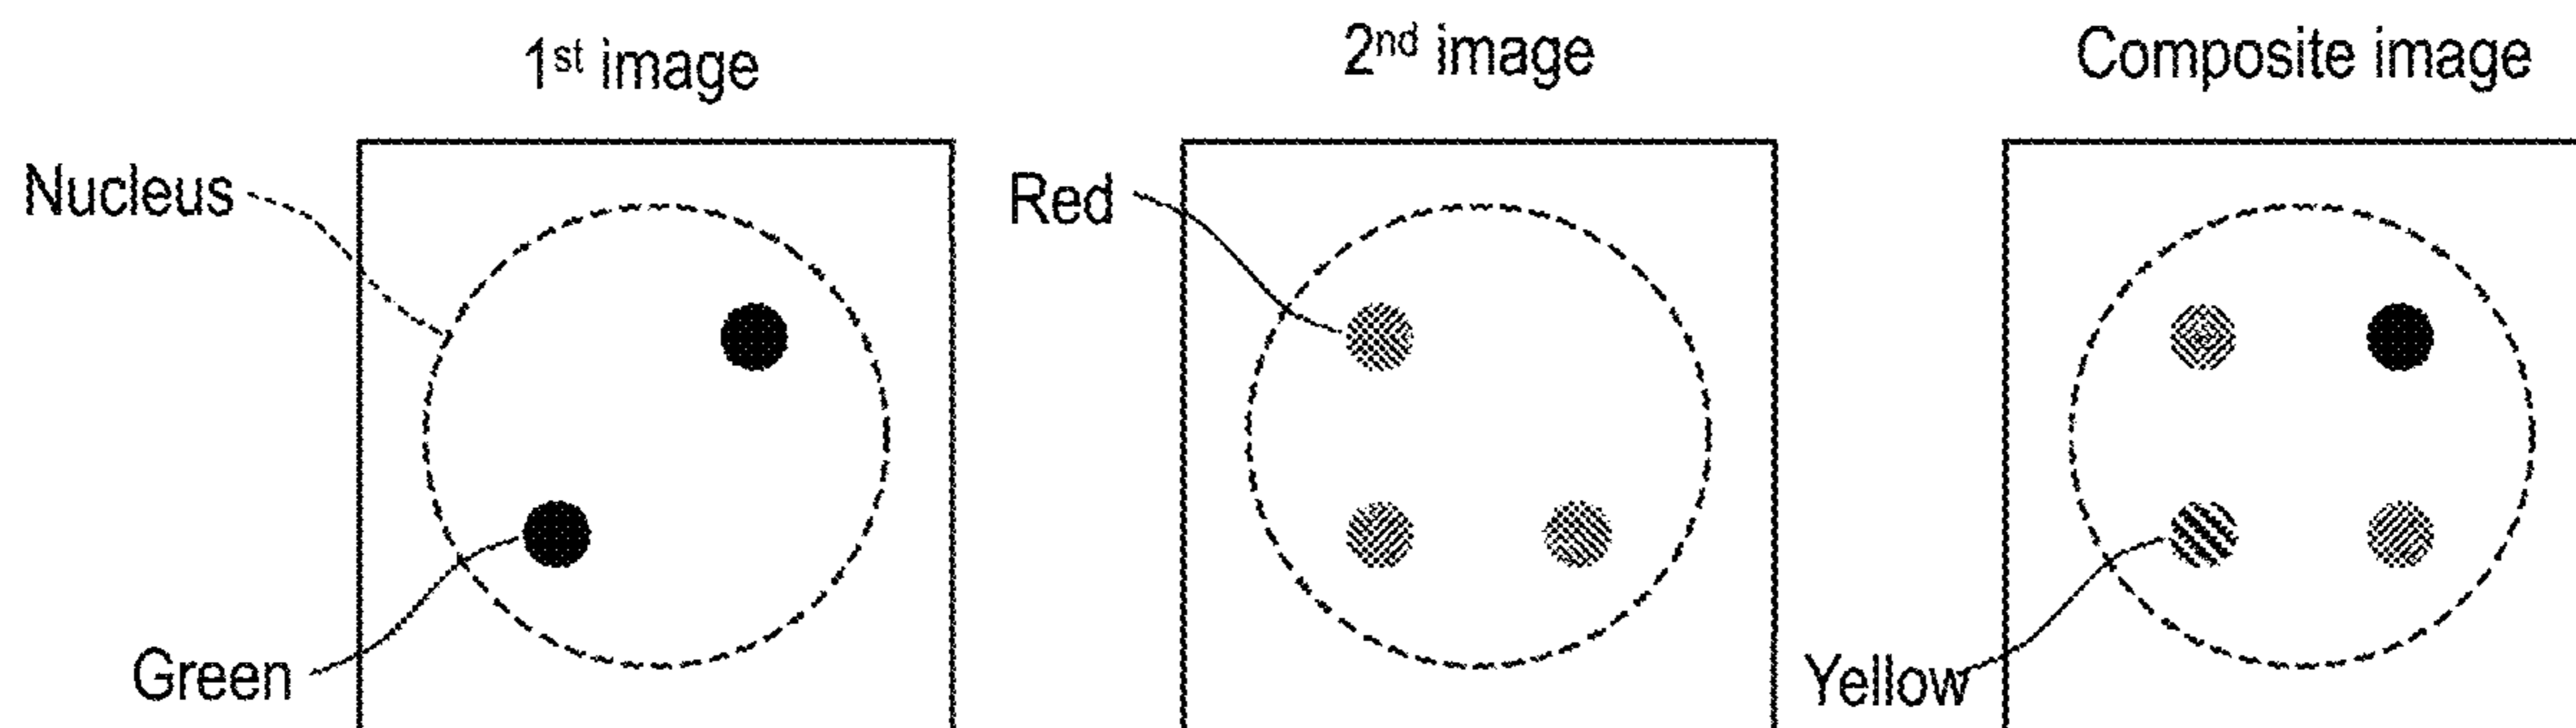 1st image
2nd image
Composite image
Nucleus
Red
Green
Yellow